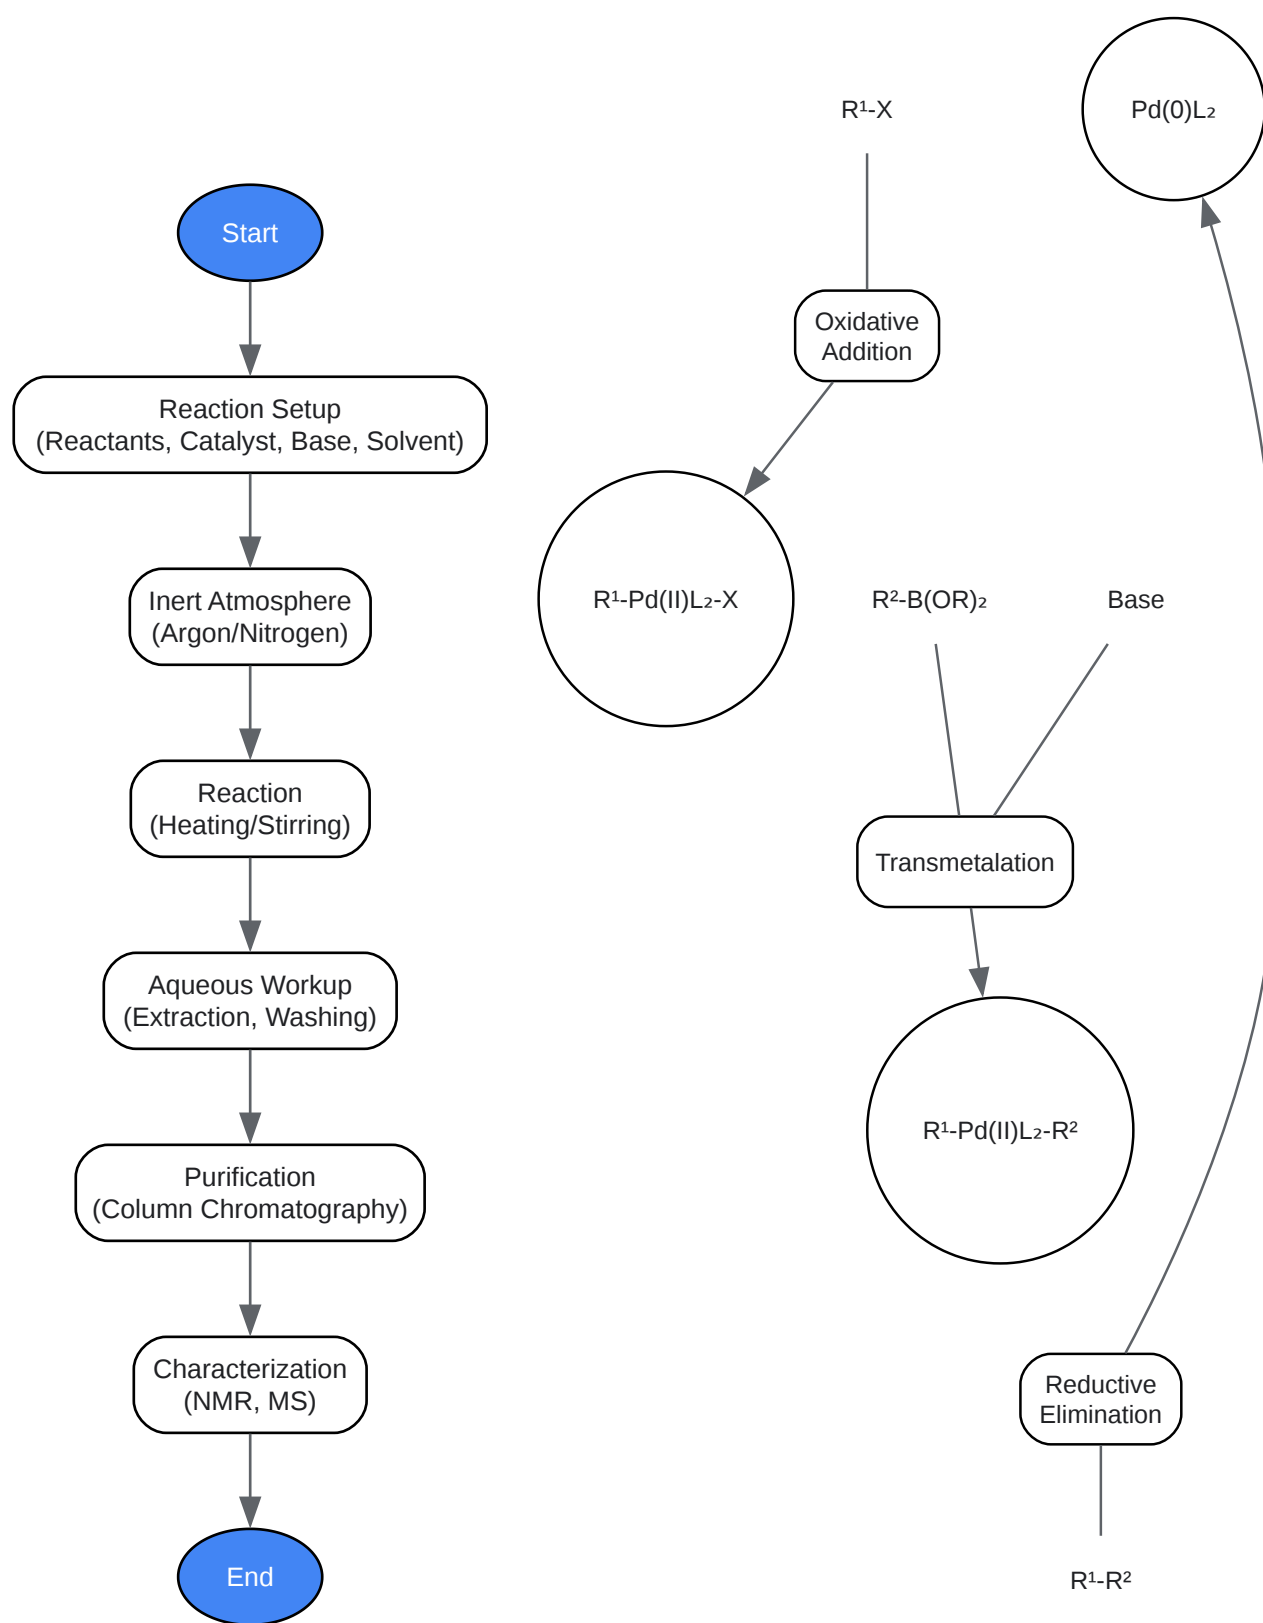 Start
Reaction Setup
(Reactants, Catalyst, Base, Solvent)
Inert Atmosphere
(Argon/Nitrogen)
Reaction
(Heating/Stirring)
Aqueous Workup
(Extraction, Washing)
Purification
(Column Chromatography)
Characterization
(NMR, MS)
End
R¹-X
Pd(0)L₂
Oxidative
Addition
R¹-Pd(II)L₂-X
R²-B(OR)₂
Base
Transmetalation
R¹-Pd(II)L₂-R²
Reductive
Elimination
R¹-R²